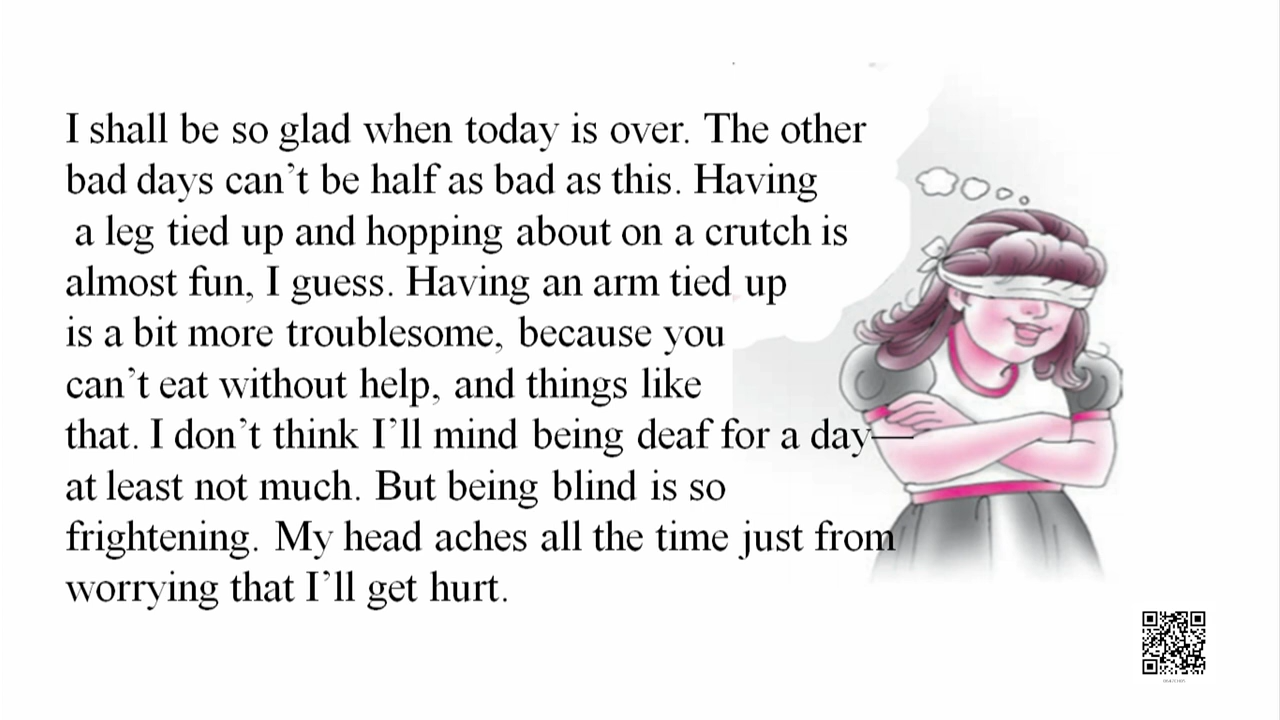 I shall be so glad when today is over. The other
bad days can’t be half as bad as this. Having
a leg tied up and hopping about on a crutch is
almost fun, I guess. Having an arm tied up
is a bit more troublesome, because you
can’t eat without help, and things like
that. I don’t think I’ll mind being deaf for a day—
at least not much. But being blind is so
frightening. My head aches all the time just from
worrying that I’ll get hurt.